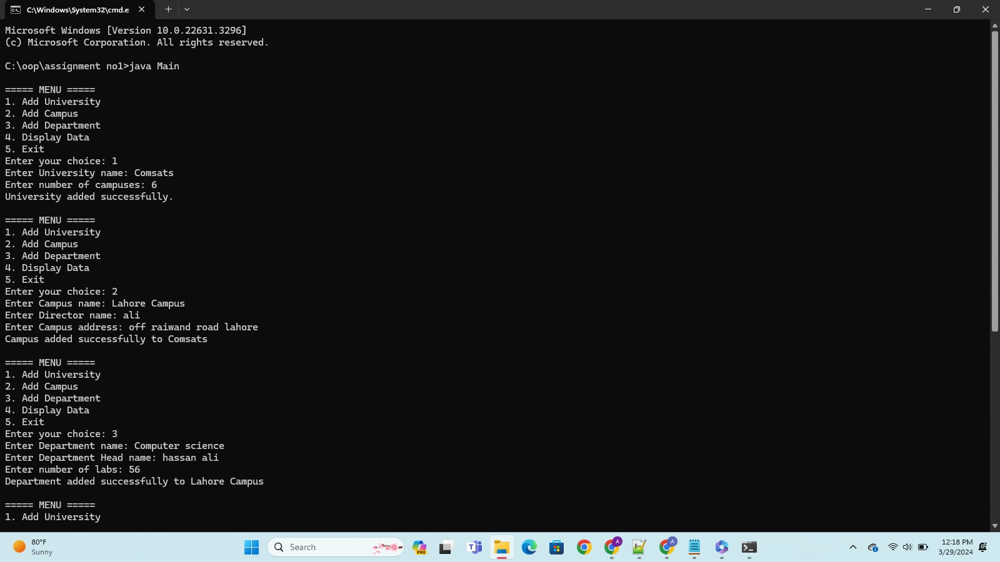 C:\Windows\System32\cmd.e
Microsoft Windows [Version 10.0.22631.3296]
(c) Microsoft Corporation. All rights reserved.
C:\oop\assignment no1>java Main
===== MENU =====
1. Add University
2. Add Campus
3. Add Department
4. Display Data
5. Exit
Enter your choice: 1
Enter University name: Comsats
Enter number of campuses: 6
University added successfully.
===== MENU =====
1. Add University
2. Add Campus
3. Add Department
4. Display Data
5. Exit
Enter your choice: 2
Enter Campus name: Lahore Campus
Enter Director name: ali
Enter Campus address: off raiwand road lahore
Campus added successfully to Comsats
===== MENU =====
1. Add University
2. Add Campus
3. Add Department
4. Display Data
5. Exit
Enter your choice: 3
Enter Department name: Computer science
Enter Department Head name: hassan ali
Enter number of labs: 56
Department added successfully to Lahore Campus
===== MENU =====
1. Add University
80°F
Sunny
Search
PRE
A
A
12:18 PM
3/29/2024